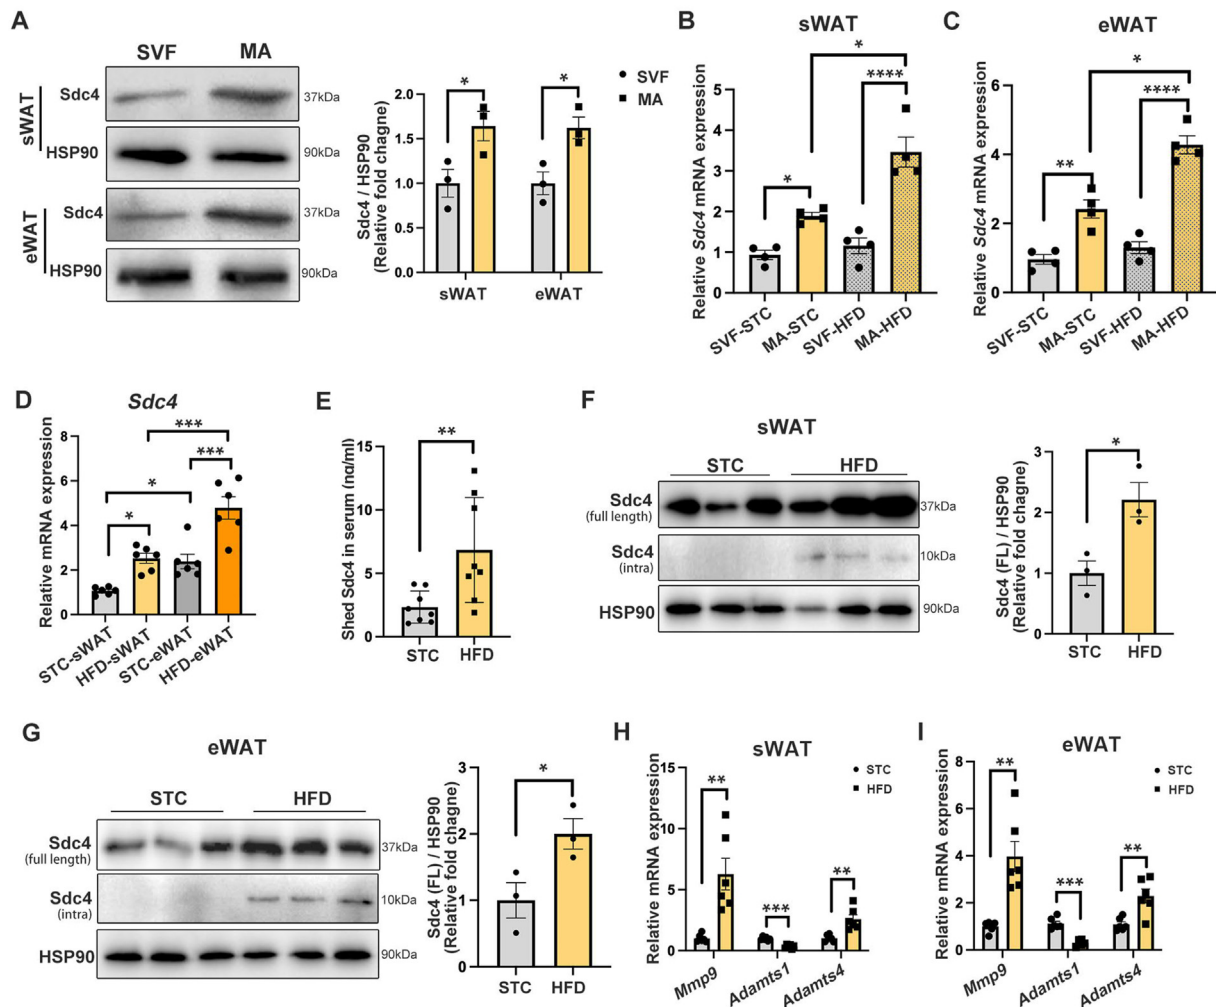 A
SVF MA
sWAT
Sdc4 37kDa
HSP90 90kDa
eWAT
Sdc4 37kDa
HSP90 90kDa
Sdc4 / HSP90
(Relative fold chagne)
2.0
1.5
1.0
0.5
0.0
* *
sWAT eWAT
SVF
MA
B
sWAT
Relative Sdc4 mRNA expression
5
4
3
2
1
0
*
****
*
SVF-STC MA-STC SVF-HFD MA-HFD
C
eWAT
Relative Sdc4 mRNA expression
6
4
2
0
*
****
**
SVF-STC MA-STC SVF-HFD MA-HFD
D
Sdc4
Relative mRNA expression
8
6
4
2
0
***
***
*
*
STC-sWAT HFD-sWAT STC-eWAT HFD-eWAT
E
Shed Sdc4 in serum (ng/ml)
15
10
5
0
**
STC HFD
F
sWAT
STC HFD
Sdc4
(full length)
37kDa
Sdc4
(intra)
10kDa
HSP90 90kDa
Sdc4 (FL) / HSP90
(Relative fold chagne)
3
2
1
0
*
STC HFD
G
eWAT
STC HFD
Sdc4
(full length)
37kDa
Sdc4
(intra)
10kDa
HSP90 90kDa
Sdc4 (FL) / HSP90
(Relative fold chagne)
3
2
1
0
*
STC HFD
H
sWAT
Relative mRNA expression
15
10
5
0
STC
HFD
**
***
**
Mmp9 Adamts1 Adamts4
I
eWAT
Relative mRNA expression
8
6
4
2
0
STC
HFD
**
***
**
Mmp9 Adamts1 Adamts4